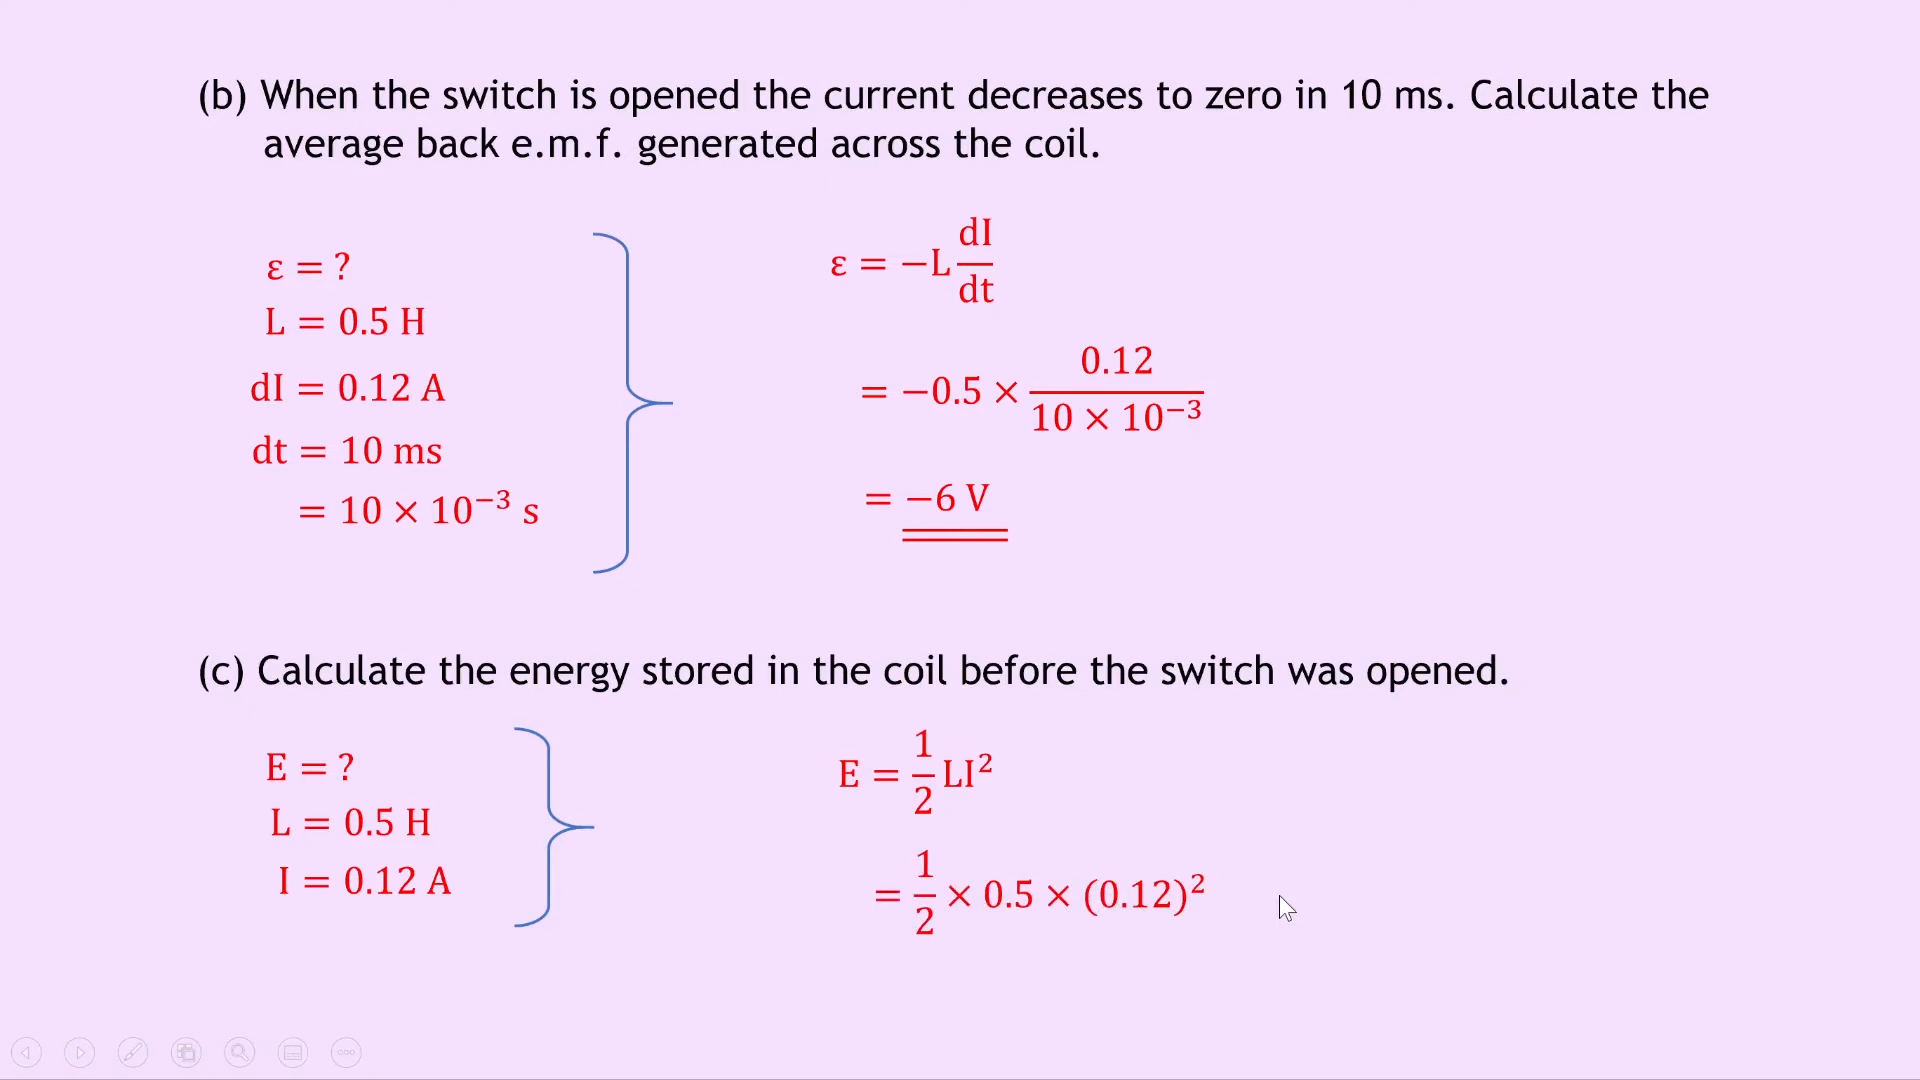 (b) When the switch is opened the current decreases to zero in 10 ms. Calculate the
average back e.m.f. generated across the coil.
ε = ?
L = 0.5 H
dI = 0.12 A
dt = 10 ms
= 10 × 10⁻³ s
ε = −L dI/dt
= −0.5 × 0.12/(10 × 10⁻³)
= −6 V
(c) Calculate the energy stored in the coil before the switch was opened.
E = ?
L = 0.5 H
I = 0.12 A
E = 1/2 LI²
= 1/2 × 0.5 × (0.12)²